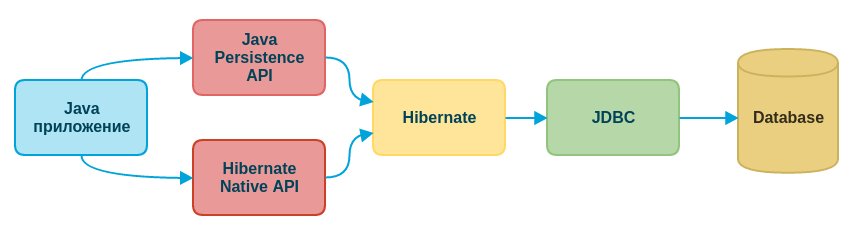 Java
приложение
Java
Persistence
API
Hibernate
Native API
Hibernate
JDBC
Database